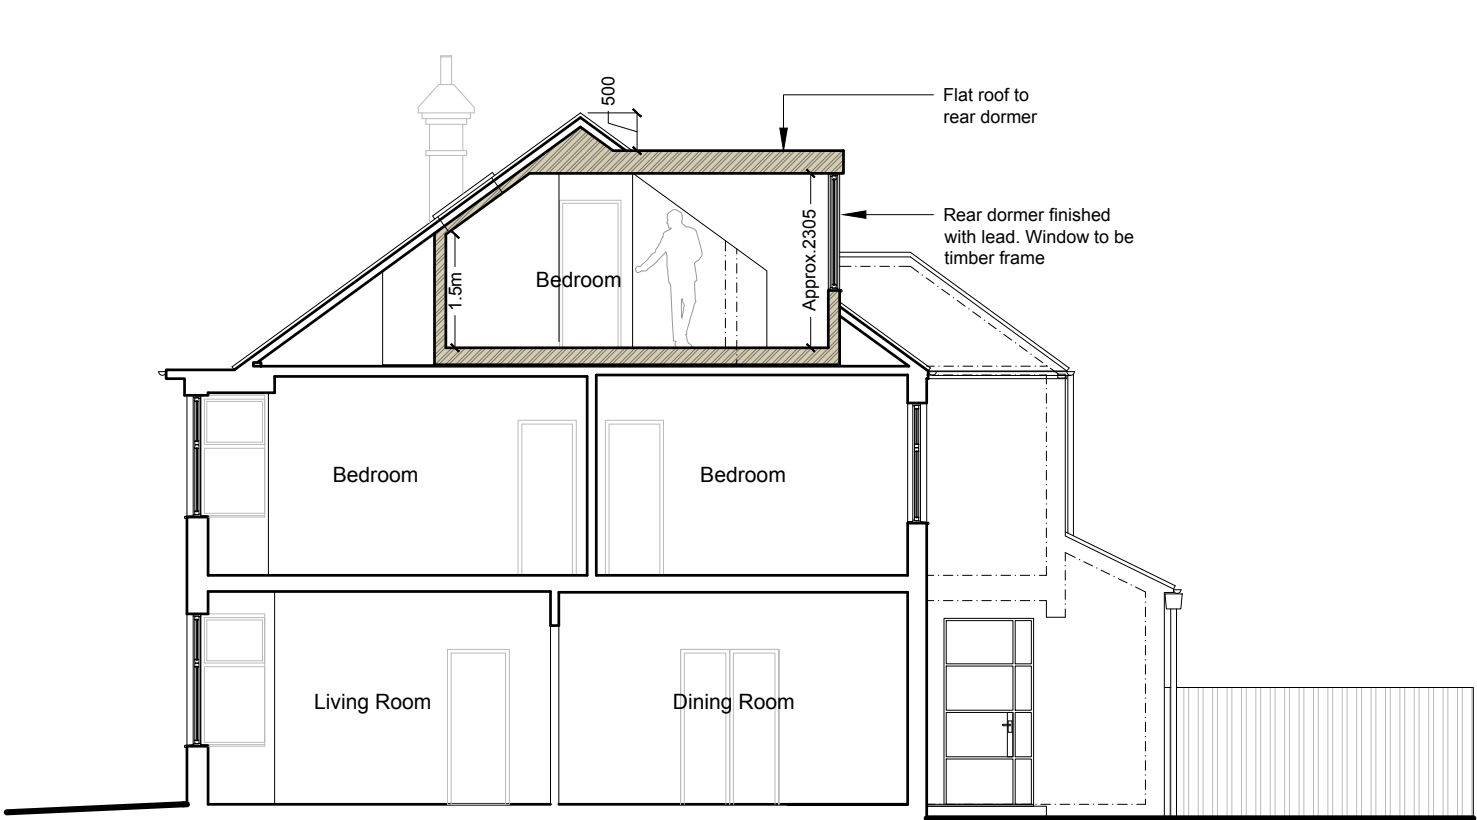 500
Flat roof to
rear dormer
Rear dormer finished
with lead. Window to be
timber frame
Approx.2305
1.5m
Bedroom
Bedroom
Bedroom
Living Room
Dining Room